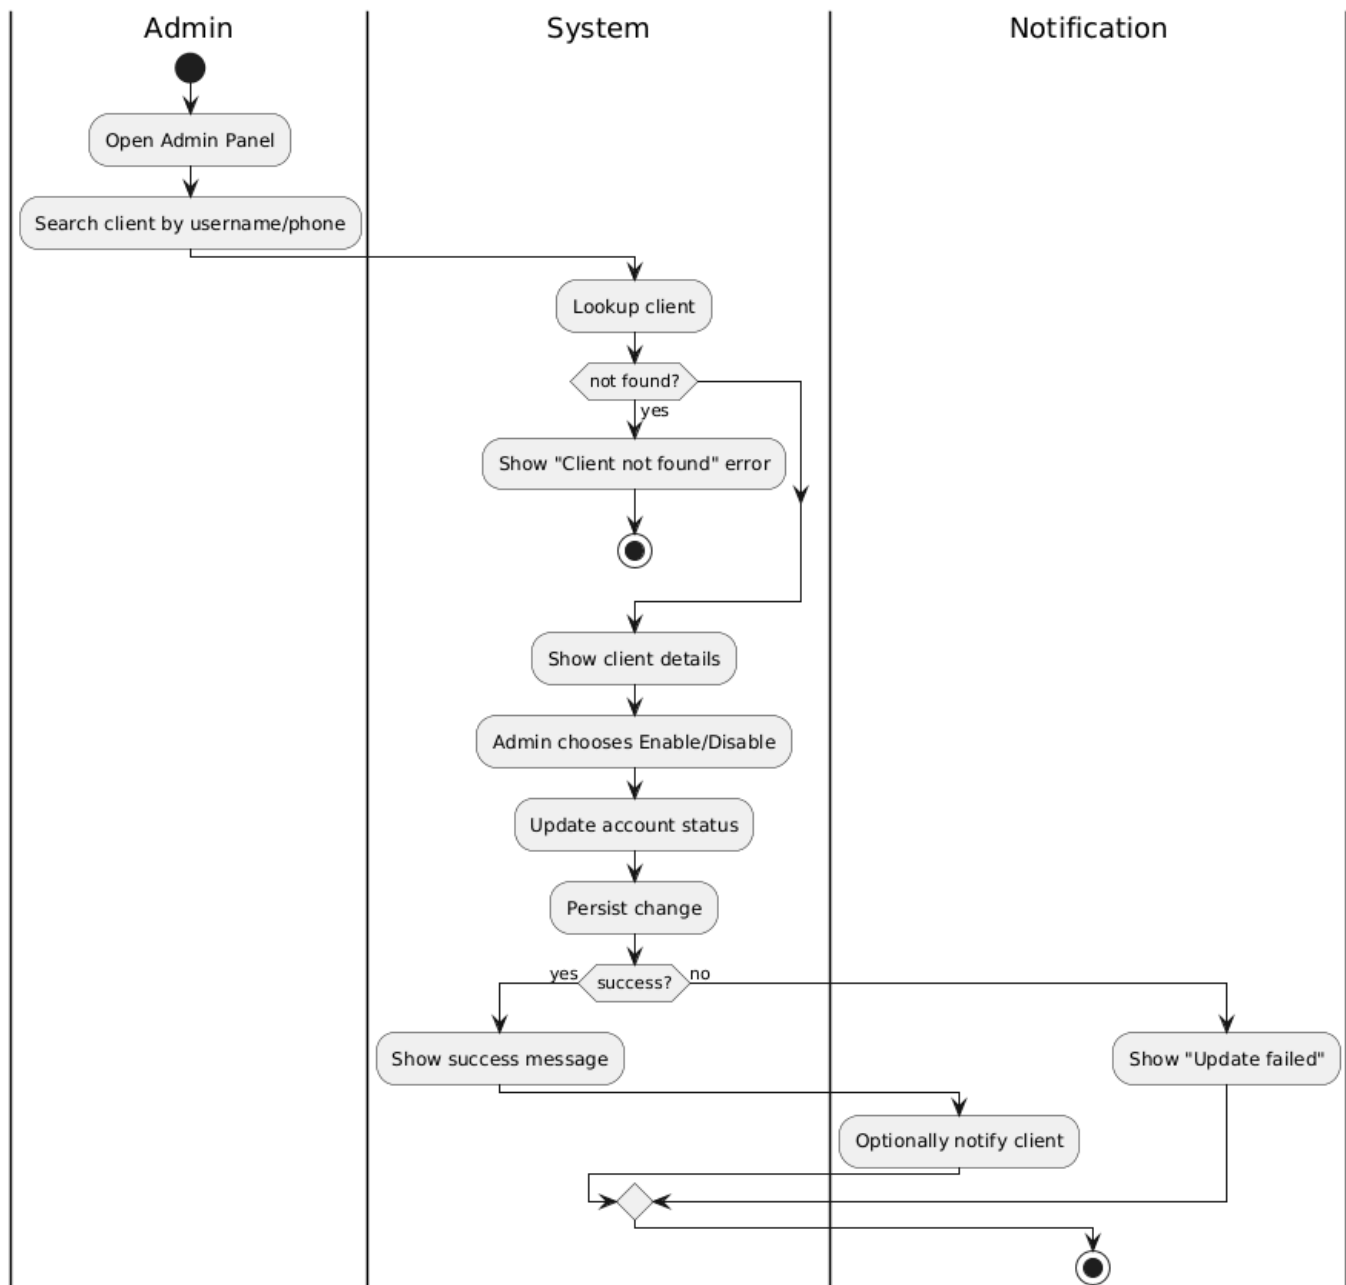 Admin
System
Notification
Open Admin Panel
Search client by username/phone
Lookup client
not found?
yes
Show "Client not found" error
Show client details
Admin chooses Enable/Disable
Update account status
Persist change
yes
success?
no
Show success message
Show "Update failed"
Optionally notify client